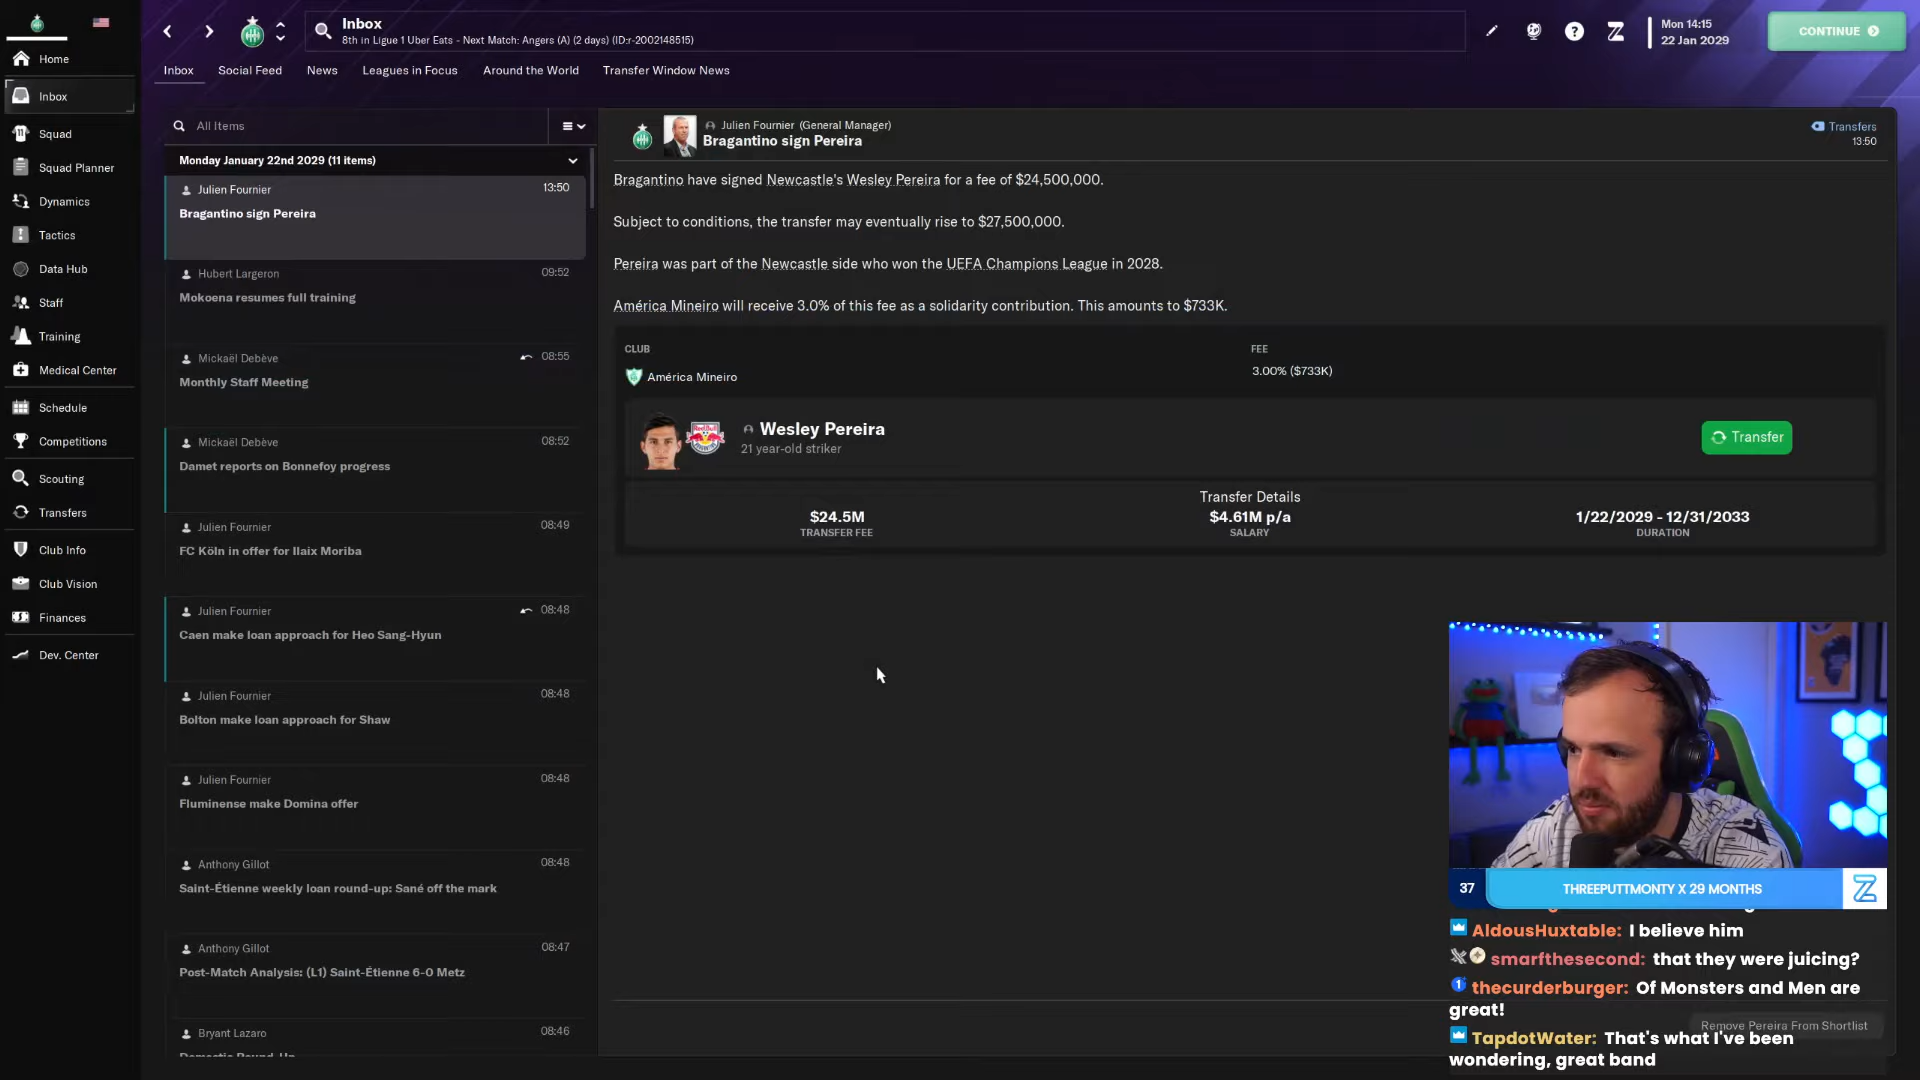 Inbox
8th in Ligue 1 Uber Eats - Next Match: Angers (A) (2 days) (ID:r-2002148515)
Mon 14:15
22 Jan 2029
CONTINUE
Inbox
Social Feed
News
Leagues in Focus
Around the World
Transfer Window News
Home
Inbox
Squad
Squad Planner
Dynamics
Tactics
Data Hub
Staff
Training
Medical Center
Schedule
Competitions
Scouting
Transfers
Club Info
Club Vision
Finances
Dev. Center
All Items
Monday January 22nd 2029 (11 items)
Julien Fournier 13:50
Bragantino sign Pereira
Hubert Largeron 09:52
Mokoena resumes full training
Mickaël Debève 08:55
Monthly Staff Meeting
Mickaël Debève 08:52
Damet reports on Bonnefoy progress
Julien Fournier 08:49
FC Köln in offer for Ilaix Moriba
Julien Fournier 08:48
Caen make loan approach for Heo Sang-Hyun
Julien Fournier 08:48
Bolton make loan approach for Shaw
Julien Fournier 08:48
Fluminense make Domina offer
Anthony Gillot 08:48
Saint-Étienne weekly loan round-up: Sané off the mark
Anthony Gillot 08:47
Post-Match Analysis: (L1) Saint-Étienne 6-0 Metz
Bryant Lazaro 08:46
Domestic Round-Up
Julien Fournier (General Manager)
Bragantino sign Pereira
Transfers
13:50
Bragantino have signed Newcastle's Wesley Pereira for a fee of $24,500,000.
Subject to conditions, the transfer may eventually rise to $27,500,000.
Pereira was part of the Newcastle side who won the UEFA Champions League in 2028.
América Mineiro will receive 3.0% of this fee as a solidarity contribution. This amounts to $733K.
CLUB FEE
América Mineiro 3.00% ($733K)
Wesley Pereira
21 year-old striker
Transfer
Transfer Details
$24.5M $4.61M p/a 1/22/2029 - 12/31/2033
TRANSFER FEE SALARY DURATION
37 THREEPUTTMONTY X 29 MONTHS
AldousHuxtable: I believe him
smarfthesecond: that they were juicing?
thecurderburger: Of Monsters and Men are
great!
Remove Pereira From Shortlist
TapdotWater: That's what I've been
wondering, great band